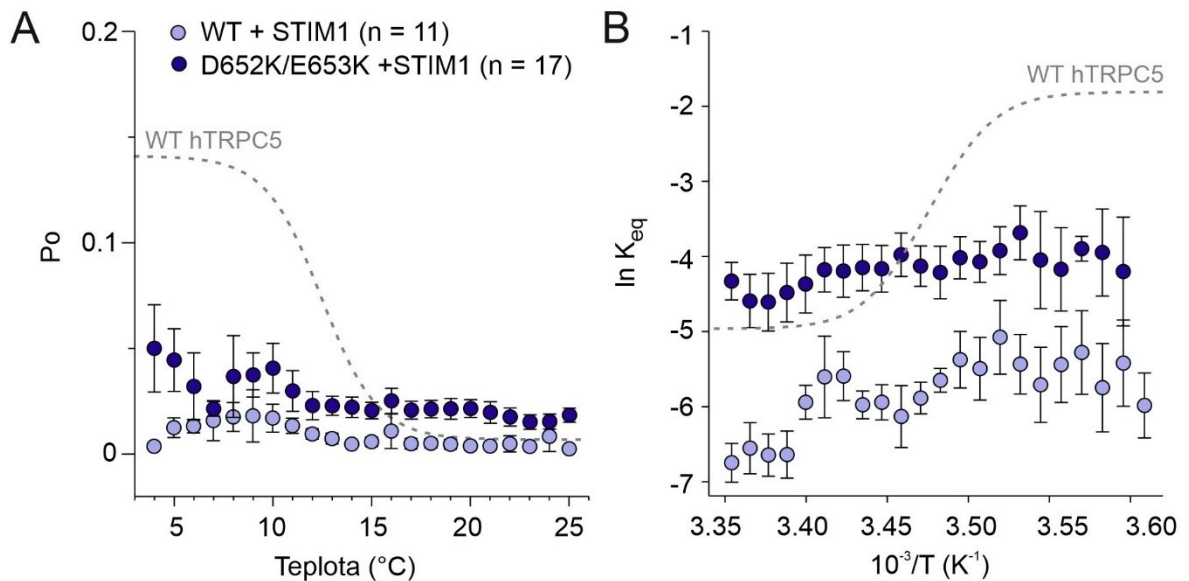 A
0.2
WT + STIM1 (n = 11)
D652K/E653K +STIM1 (n = 17)
WT hTRPC5
0.1
0
Po
5 10 15 20 25
Teplota (°C)
B
-1
-2
-3
-4
-5
-6
-7
WT hTRPC5
ln Keq
3.35 3.40 3.45 3.50 3.55 3.60
10-3/T (K-1)